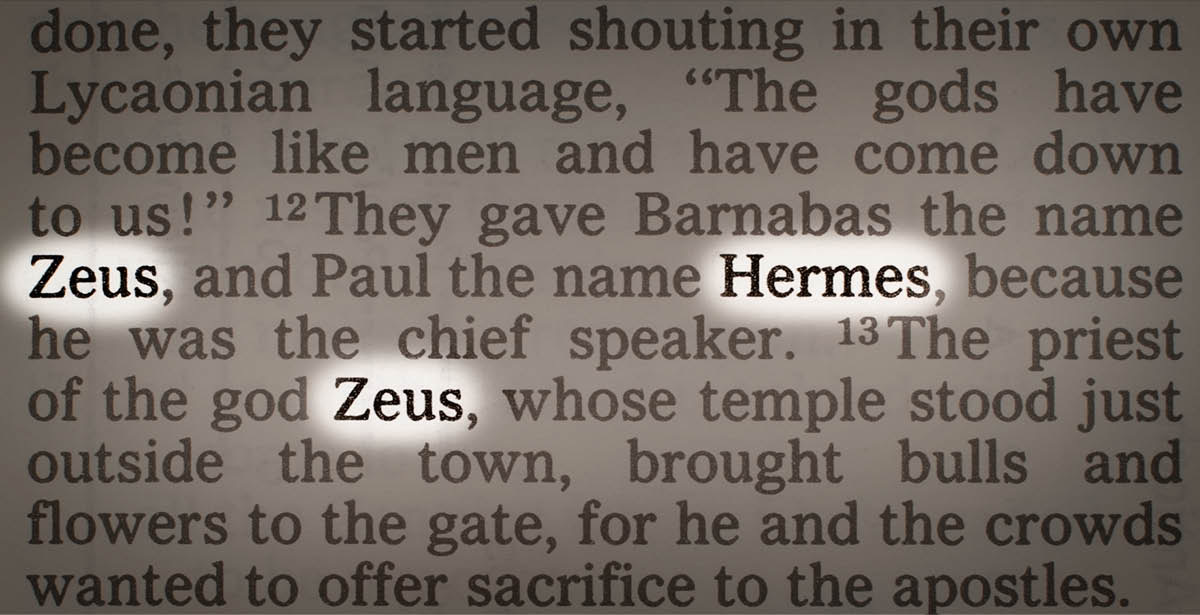 done, they started shouting in their own
Lycaonian language, “The gods have
become like men and have come down
to us!” 12 They gave Barnabas the name
Zeus, and Paul the name Hermes, because
he was the chief speaker. 13 The priest
of the god Zeus, whose temple stood just
outside the town, brought bulls and
flowers to the gate, for he and the crowds
wanted to offer sacrifice to the apostles.